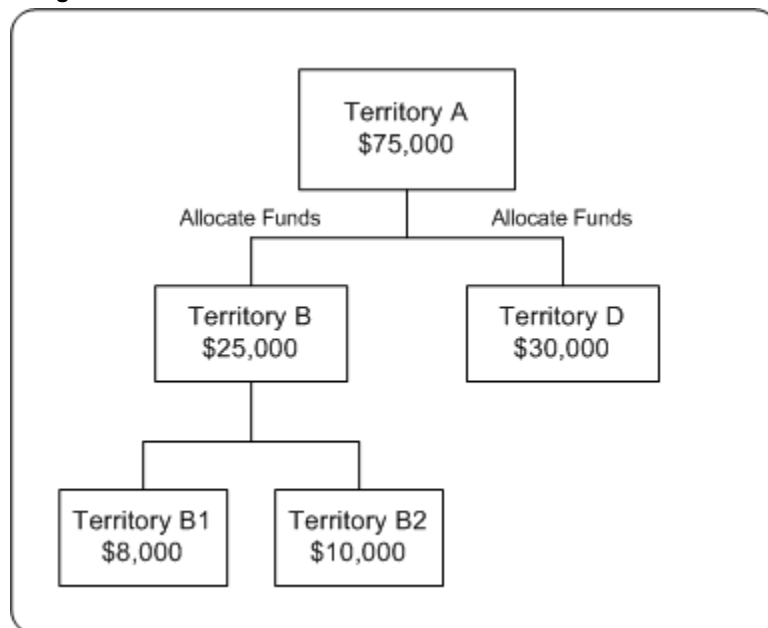 Territory A
$75,000
Allocate Funds
Allocate Funds
Territory B
$25,000
Territory D
$30,000
Territory B1
$8,000
Territory B2
$10,000